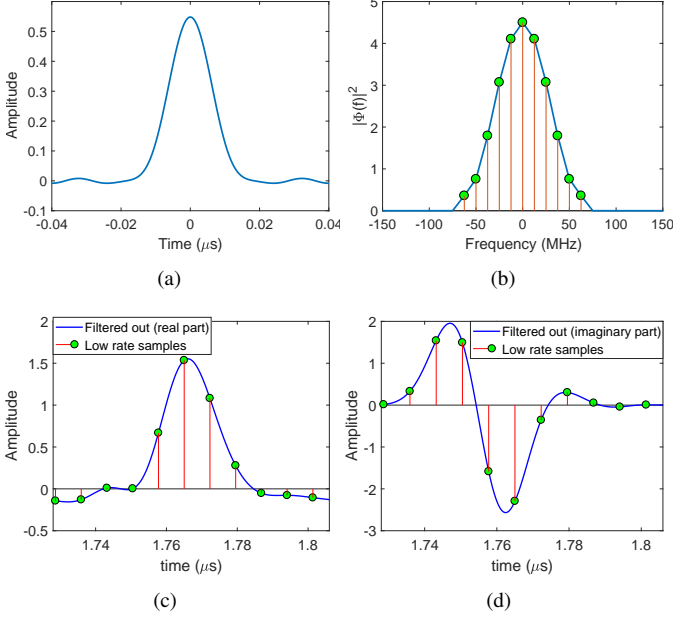 0.5
0.4
0.3
0.2
0.1
0
-0.1
Amplitude
-0.04
-0.02
0
0.02
0.04
Time (μs)
(a)
5
4
3
2
1
0
|Φ(f)|²
-150
-100
-50
0
50
100
150
Frequency (MHz)
(b)
Filtered out (real part)
Low rate samples
2
1.5
1
0.5
0
-0.5
Amplitude
1.74
1.76
1.78
1.8
time (μs)
(c)
Filtered out (imaginary part)
Low rate samples
2
1
0
-1
-2
-3
Amplitude
1.74
1.76
1.78
1.8
time (μs)
(d)